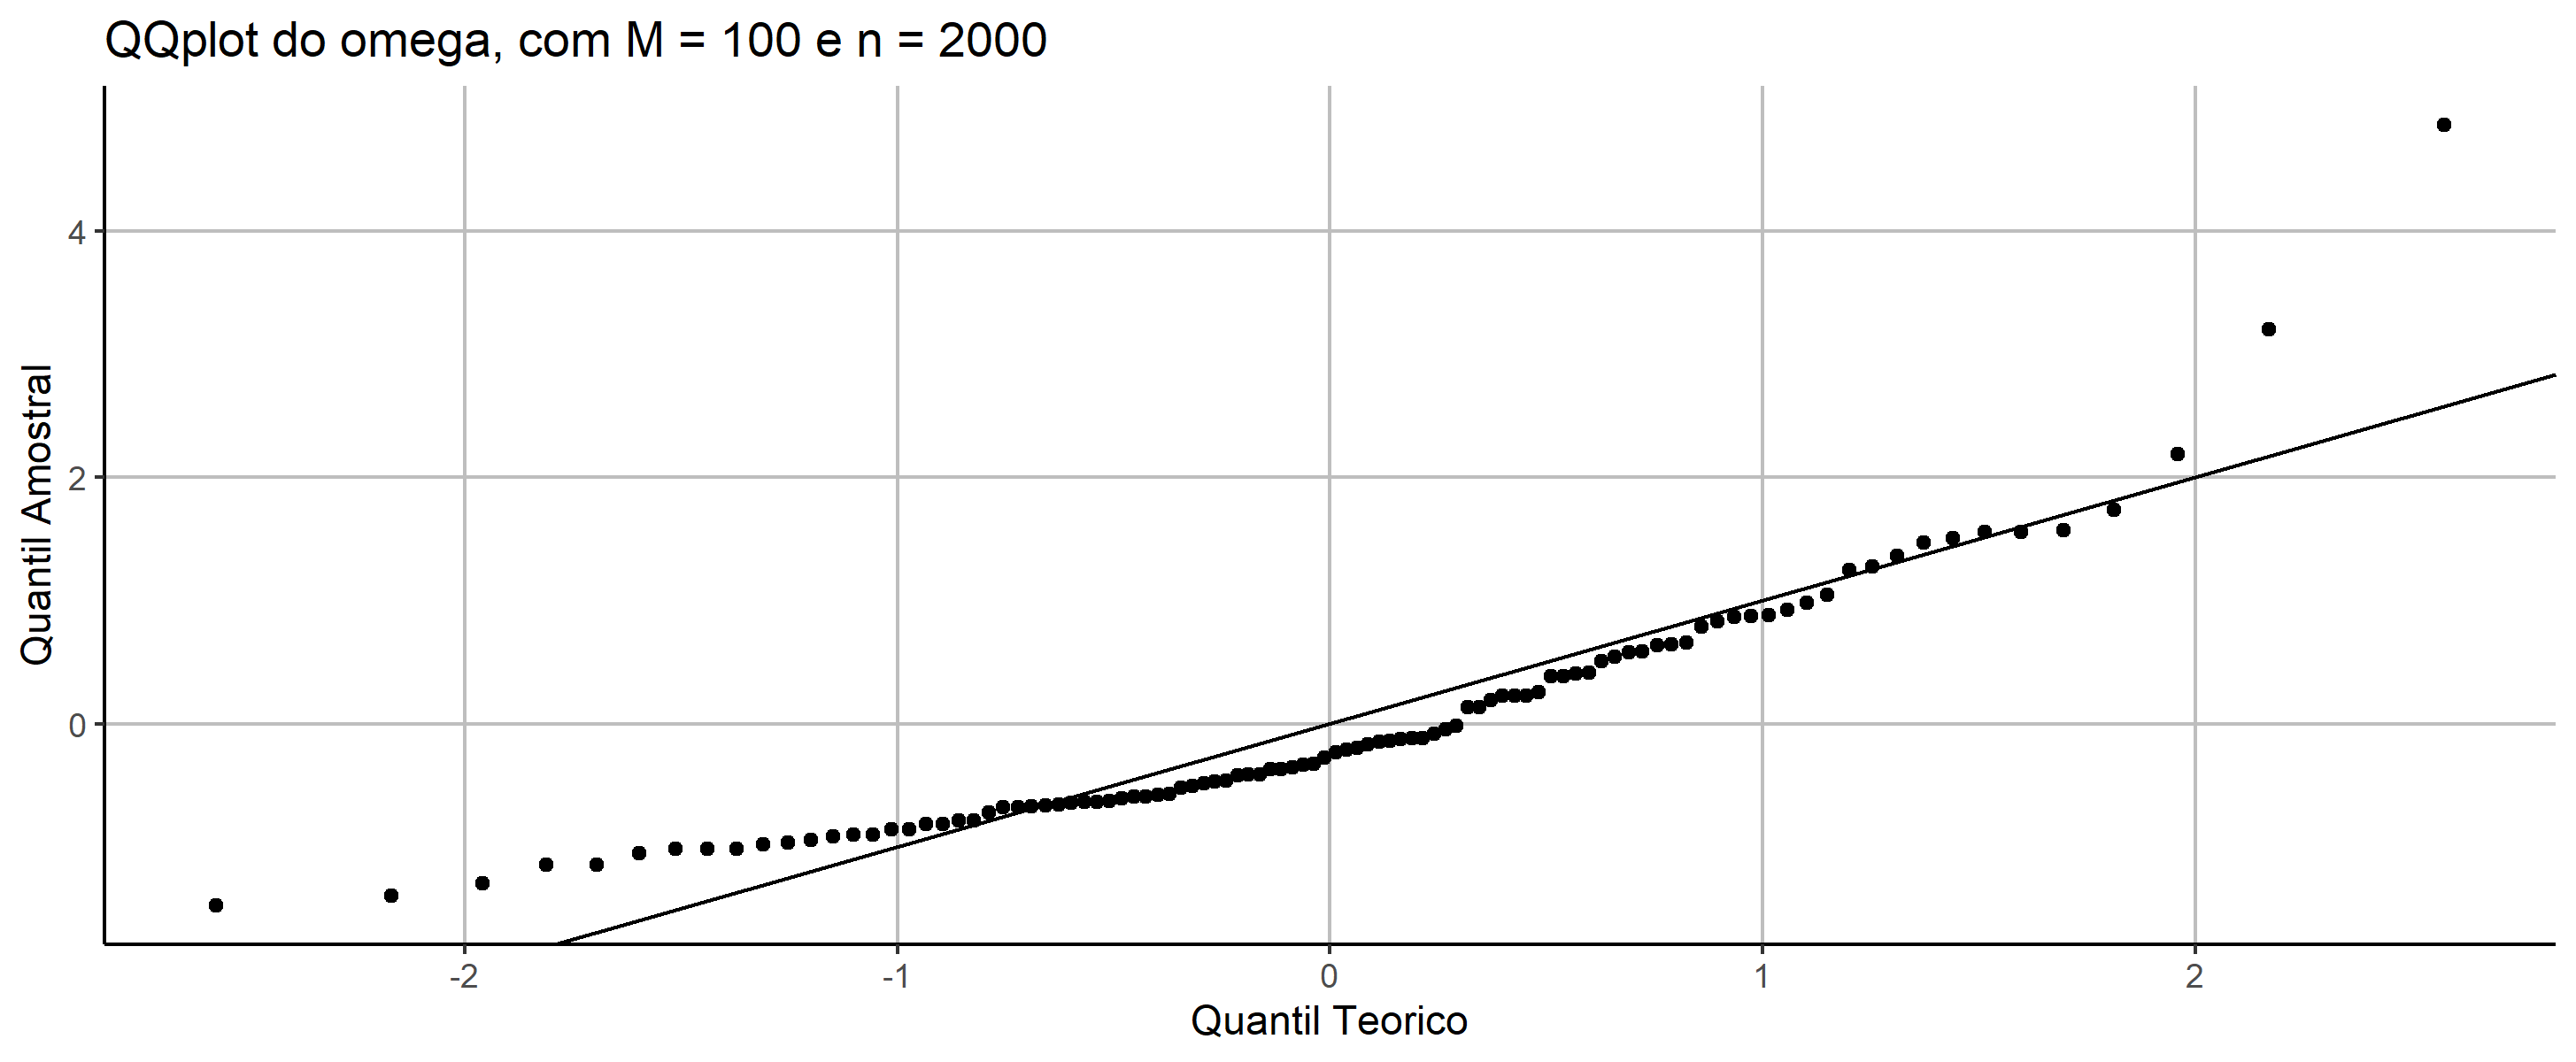 QQplot do omega, com M = 100 e n = 2000
Quantil Amostral
4
2
0
-2
-1
0
1
2
Quantil Teorico